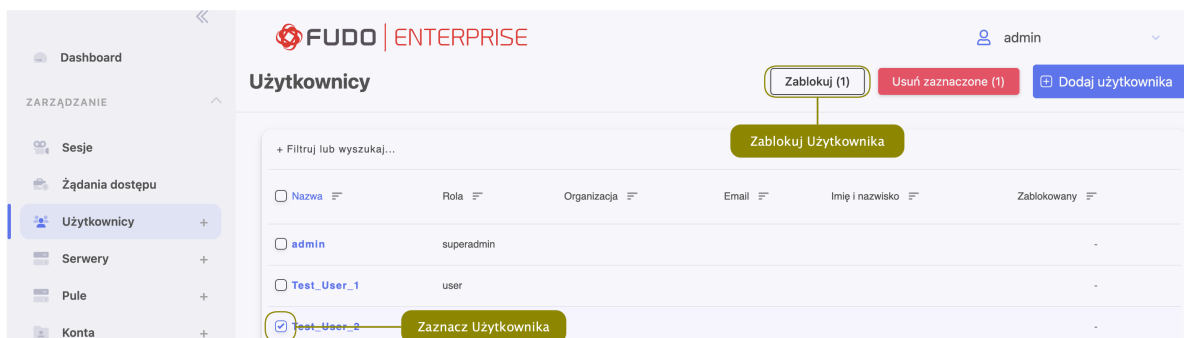 FUDO ENTERPRISE
admin
Dashboard
Użytkownicy
Zablokuj (1)
Usuń zaznaczone (1)
Dodaj użytkownika
ZARZĄDZANIE
Zablokuj Użytkownika
Sesje
+ Filtruj lub wyszukaj...
Żądania dostępu
Nazwa Rola Organizacja Email Imię i nazwisko Zablokowany
Użytkownicy +
admin superadmin -
Serwery +
Test_User_1 user -
Pule +
Test_User_2 -
Zaznacz Użytkownika
Konta +